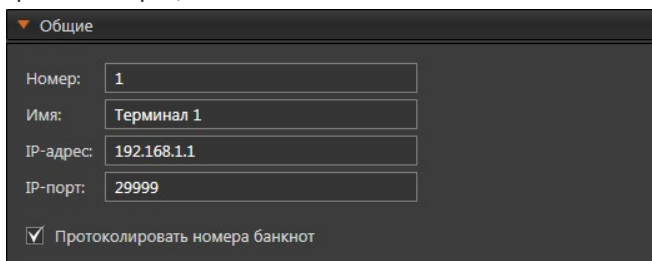 Общие
Номер: 1
Имя: Терминал 1
IP-адрес: 192.168.1.1
IP-порт: 29999
Протоколировать номера банкнот